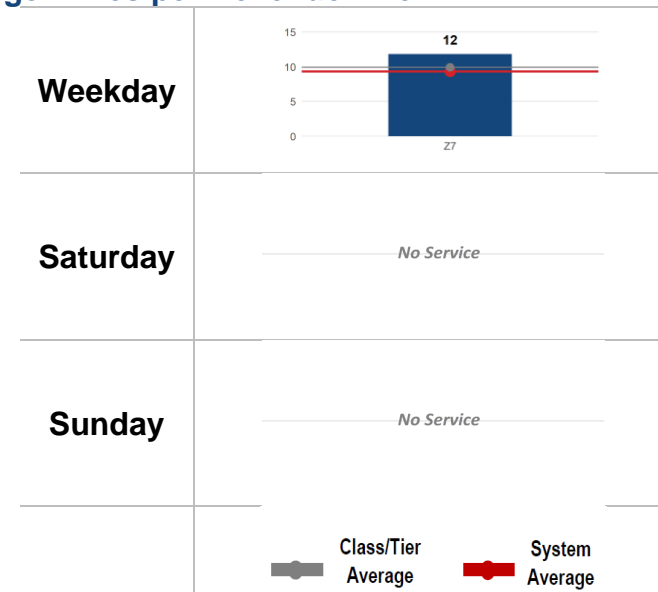 15
12
10
5
0
Z7
Weekday
Saturday
No Service
Sunday
No Service
Class/Tier
Average
System
Average